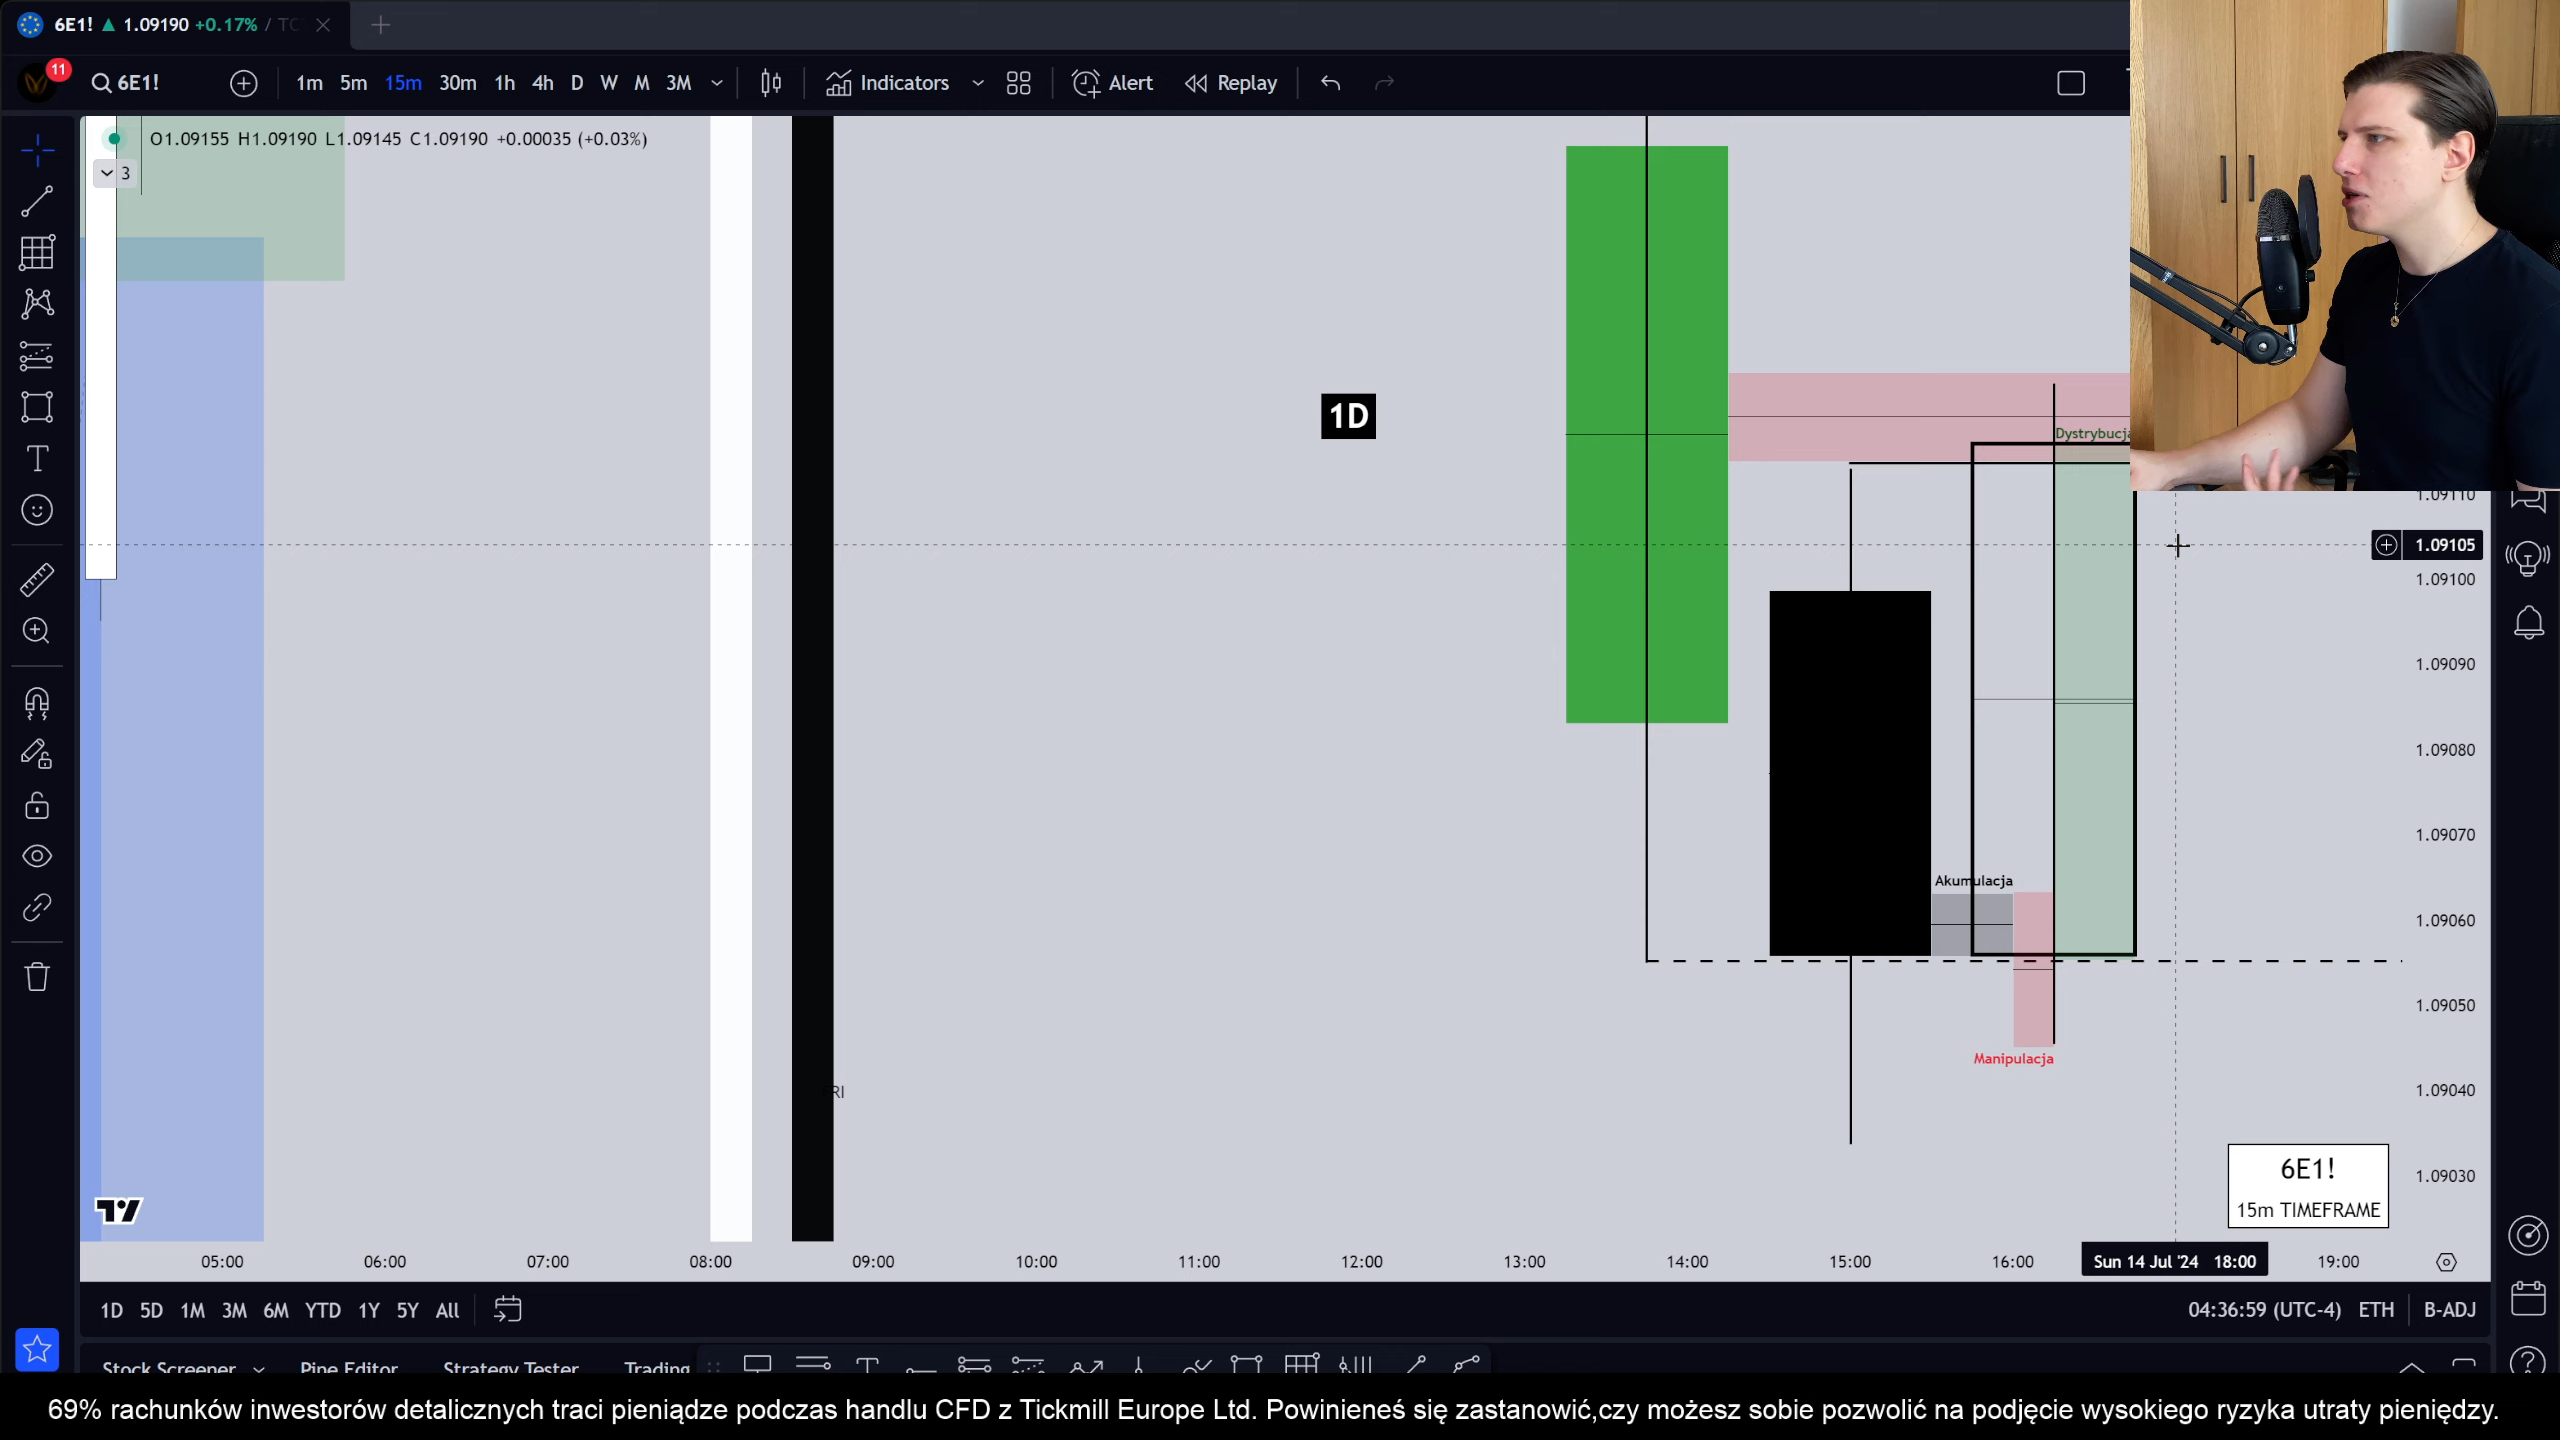 6E1! 1.09190 +0.17% / TC
11
6E1! 1m 5m 15m 30m 1h 4h D W M 3M Indicators Alert Replay
O1.09155 H1.09190 L1.09145 C1.09190 +0.00035 (+0.03%)
3
1D
Dystrybucja
1.09110
1.09105
1.09100
1.09090
1.09080
1.09070
Akumulacja
1.09060
1.09050
Manipulacja
1.09040
RI
1.09030
6E1!
15m TIMEFRAME
05:00 06:00 07:00 08:00 09:00 10:00 11:00 12:00 13:00 14:00 15:00 16:00 Sun 14 Jul '24 18:00 19:00
1D 5D 1M 3M 6M YTD 1Y 5Y All 04:36:59 (UTC-4) ETH B-ADJ
Stock Screener Pine Editor Strategy Tester Trading
69% rachunków inwestorów detalicznych traci pieniądze podczas handlu CFD z Tickmill Europe Ltd. Powinieneś się zastanowić,czy możesz sobie pozwolić na podjęcie wysokiego ryzyka utraty pieniędzy.